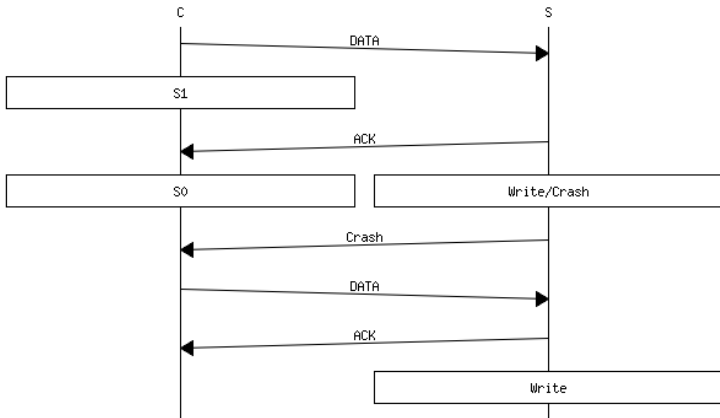 C S
DATA
S1
ACK
S0 Write/Crash
Crash
DATA
ACK
Write